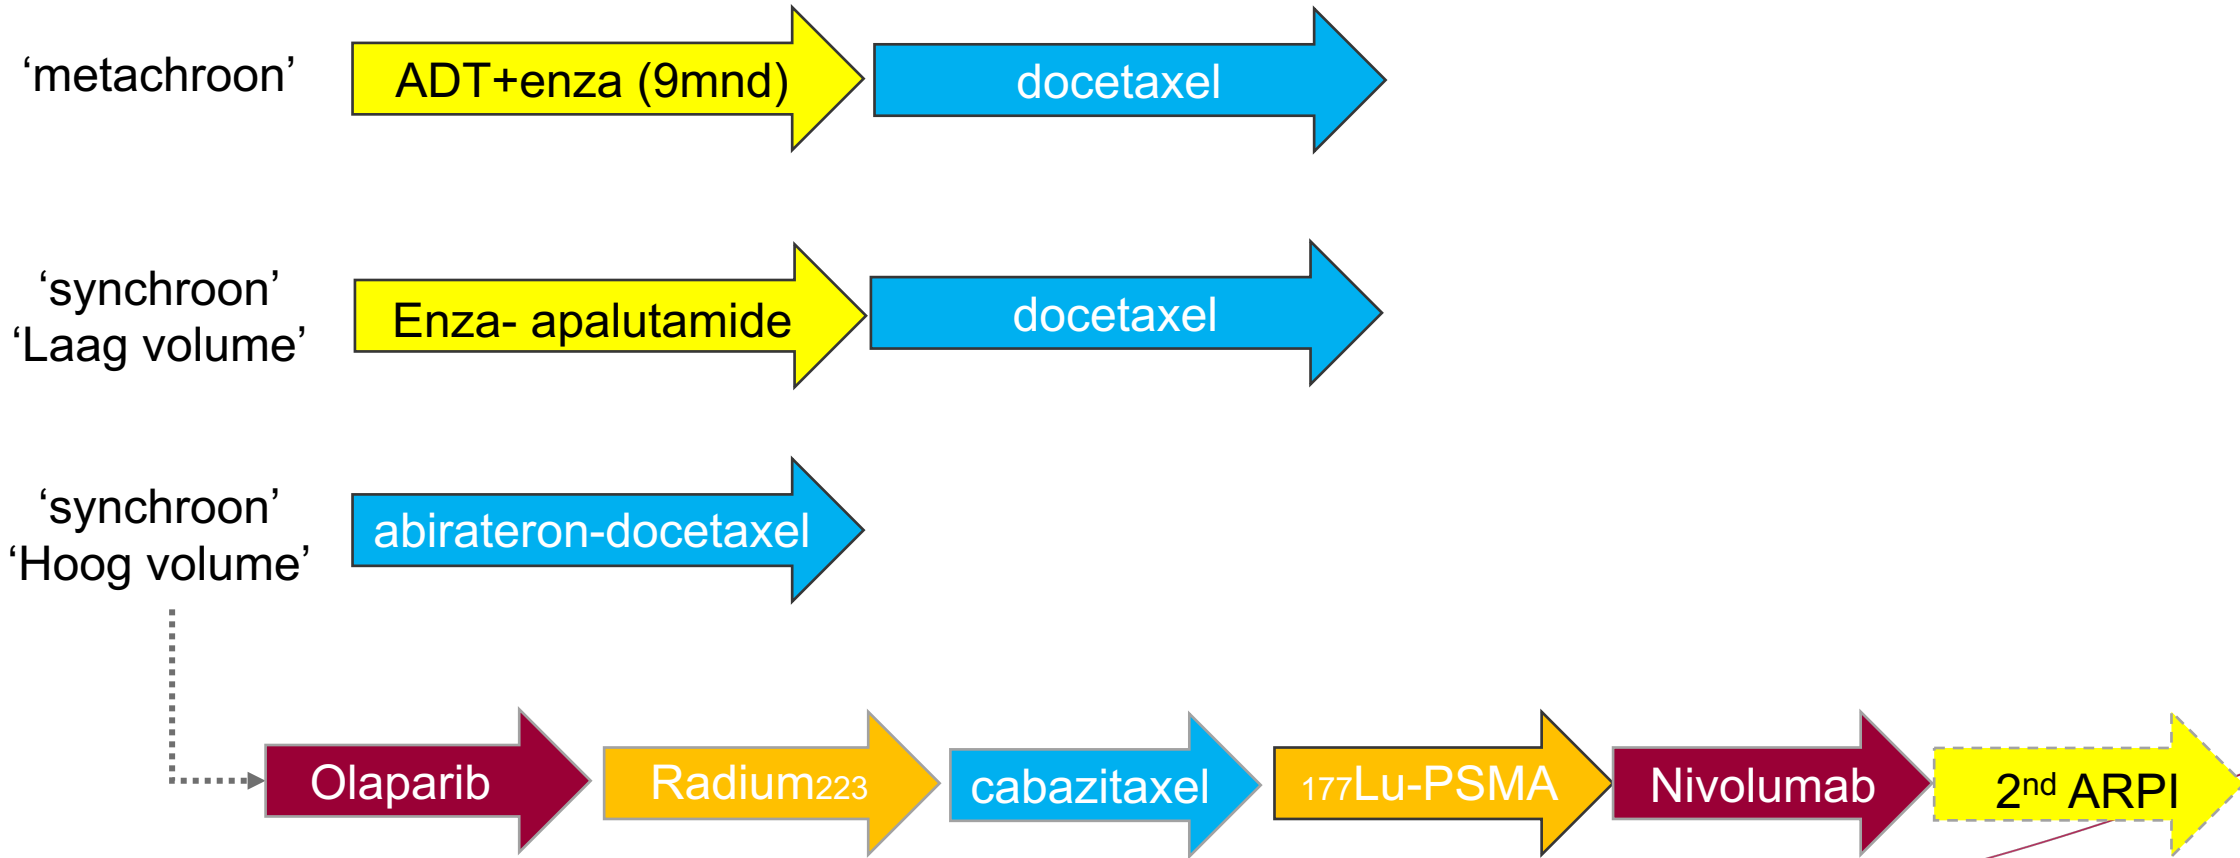 ‘metachroon’
ADT+enza (9mnd)
docetaxel
‘synchroon’
‘Laag volume’
Enza- apalutamide
docetaxel
‘synchroon’
‘Hoog volume’
abirateron-docetaxel
Olaparib
Radium223
cabazitaxel
177Lu-PSMA
Nivolumab
2nd ARPI